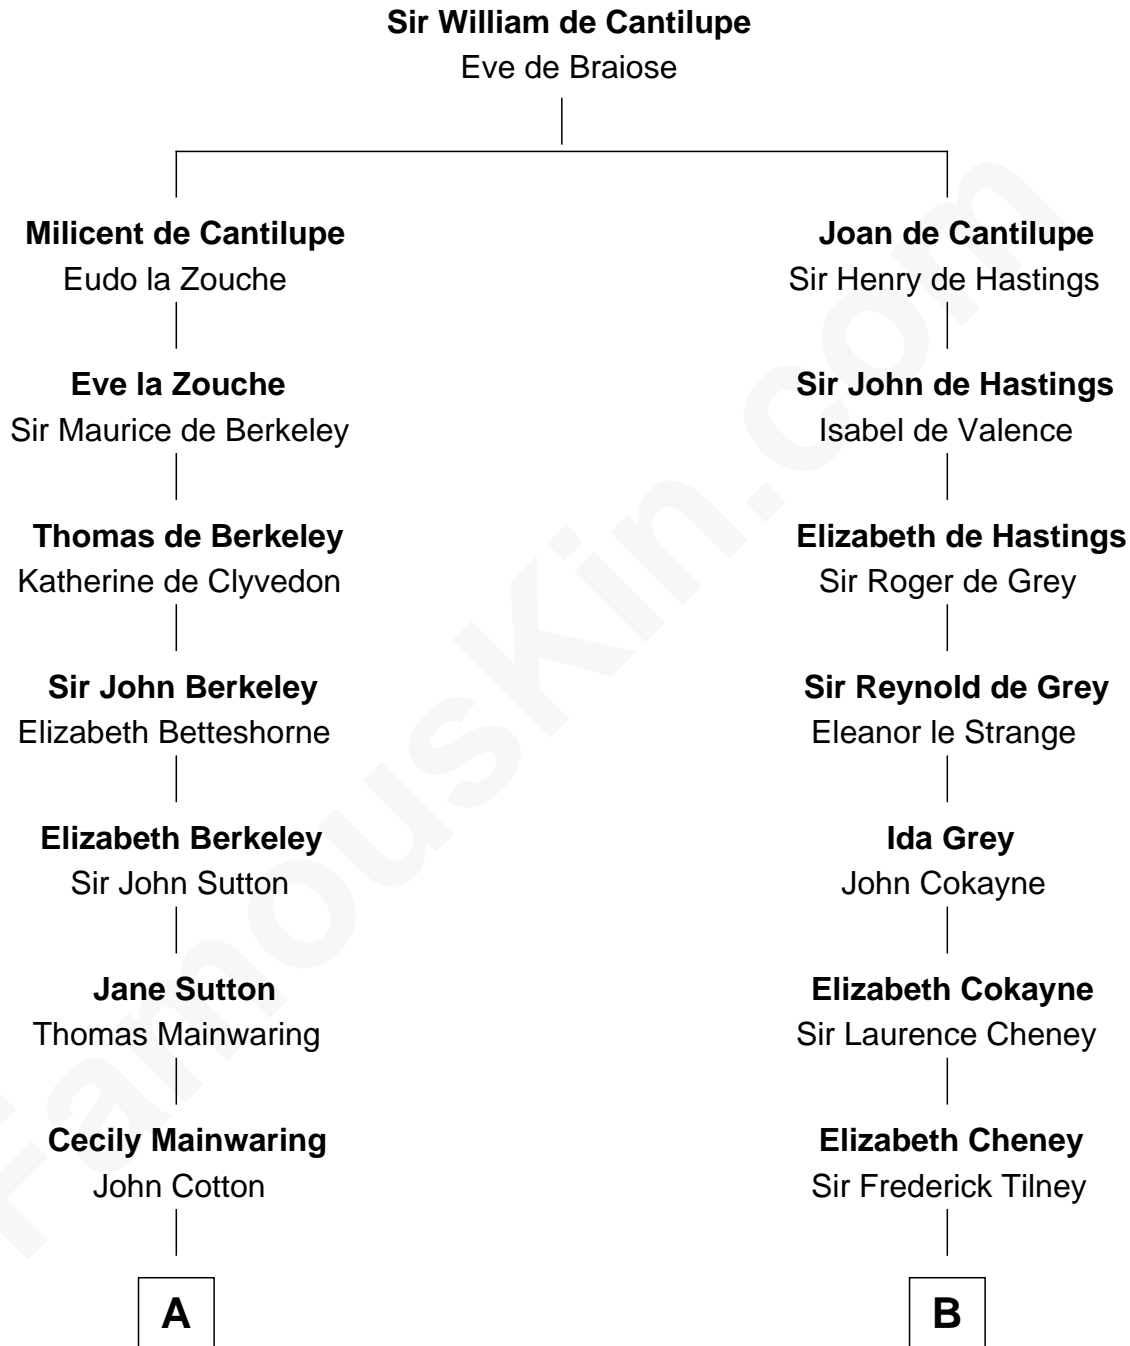 Sir William de Cantilupe
Eve de Braiose
Milicent de Cantilupe
Eudo la Zouche
Joan de Cantilupe
Sir Henry de Hastings
Eve la Zouche
Sir Maurice de Berkeley
Sir John de Hastings
Isabel de Valence
Thomas de Berkeley
Katherine de Clyvedon
Elizabeth de Hastings
Sir Roger de Grey
Sir John Berkeley
Elizabeth Betteshorne
Sir Reynold de Grey
Eleanor le Strange
Elizabeth Berkeley
Sir John Sutton
Ida Grey
John Cokayne
Jane Sutton
Thomas Mainwaring
Elizabeth Cokayne
Sir Laurence Cheney
Cecily Mainwaring
John Cotton
Elizabeth Cheney
Sir Frederick Tilney
A
B
FamousKin.com